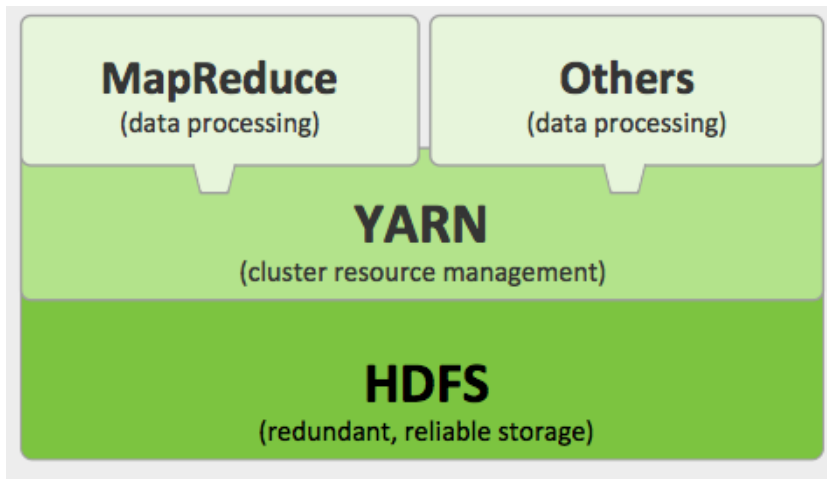 MapReduce
(data processing)
Others
(data processing)
YARN
(cluster resource management)
HDFS
(redundant, reliable storage)